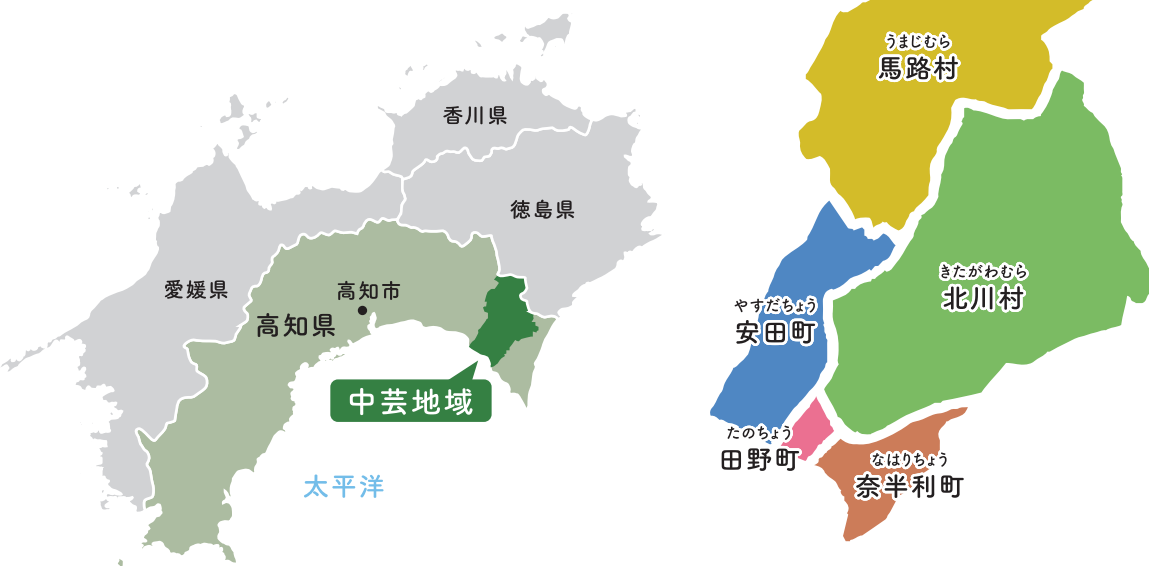 香川県
徳島県
愛媛県
高知市
高知県
中芸地域
太平洋
うまじむら
馬路村
きたがわむら
北川村
やすだちょう
安田町
たのちょう
田野町
なはりちょう
奈半利町